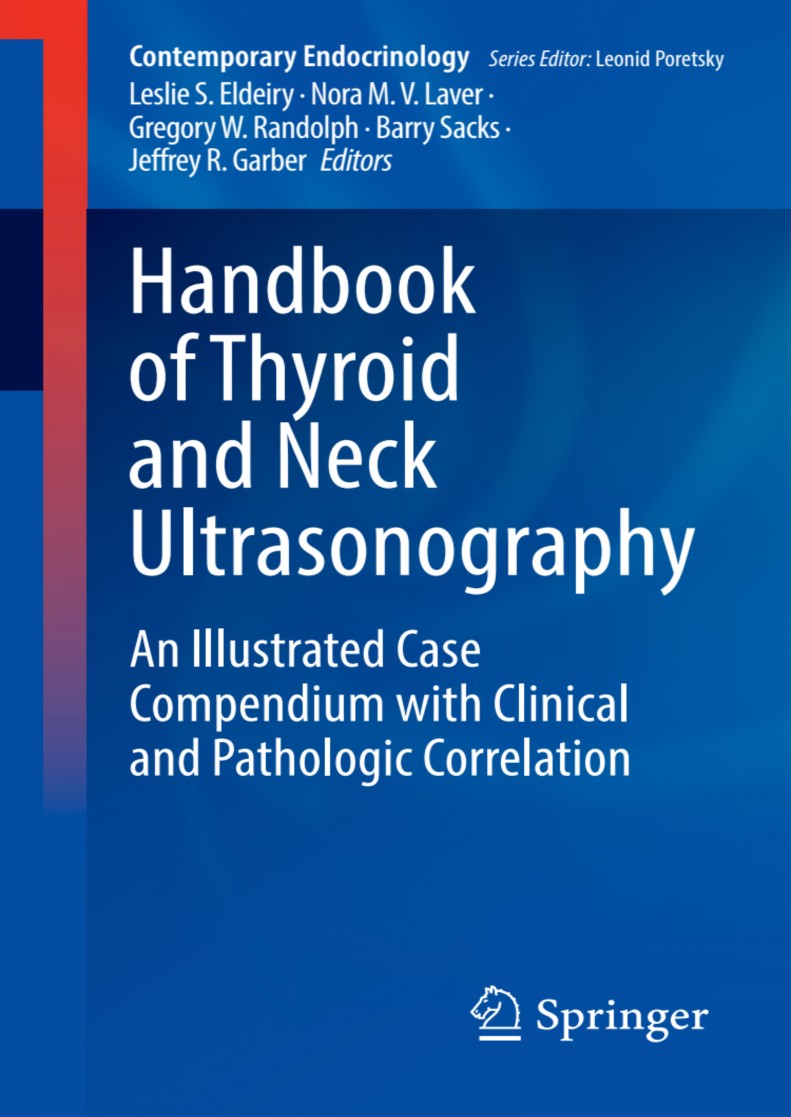 Contemporary Endocrinology Series Editor: Leonid Poretsky
Leslie S. Eldeiry · Nora M. V. Laver ·
Gregory W. Randolph · Barry Sacks ·
Jeffrey R. Garber Editors
Handbook
of Thyroid
and Neck
Ultrasonography
An Illustrated Case
Compendium with Clinical
and Pathologic Correlation
Springer